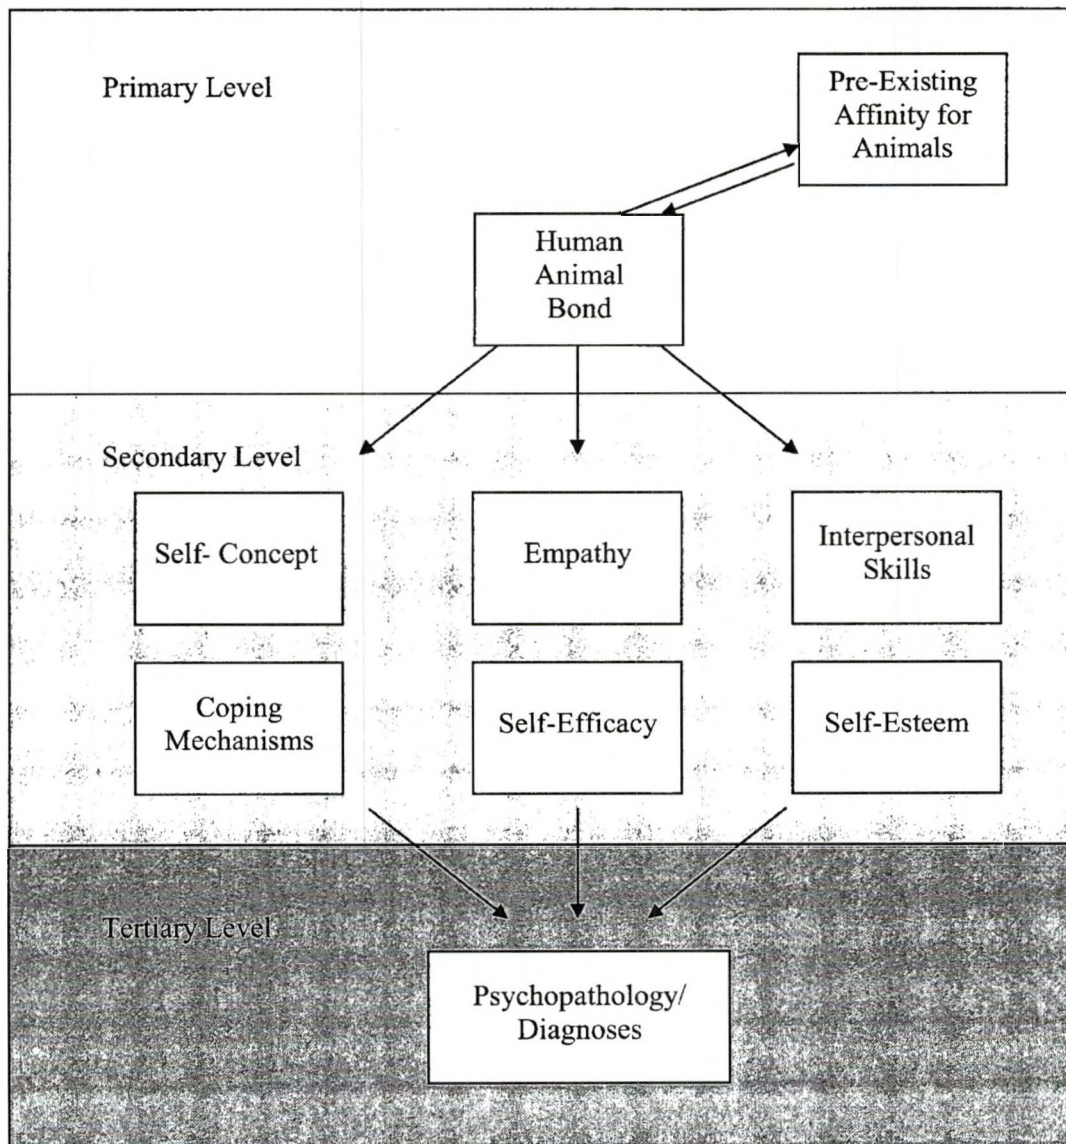 Primary Level
Pre-Existing
Affinity for
Animals
Human
Animal
Bond
Secondary Level
Self- Concept
Empathy
Interpersonal
Skills
Coping
Mechanisms
Self-Efficacy
Self-Esteem
Tertiary Level
Psychopathology/
Diagnoses